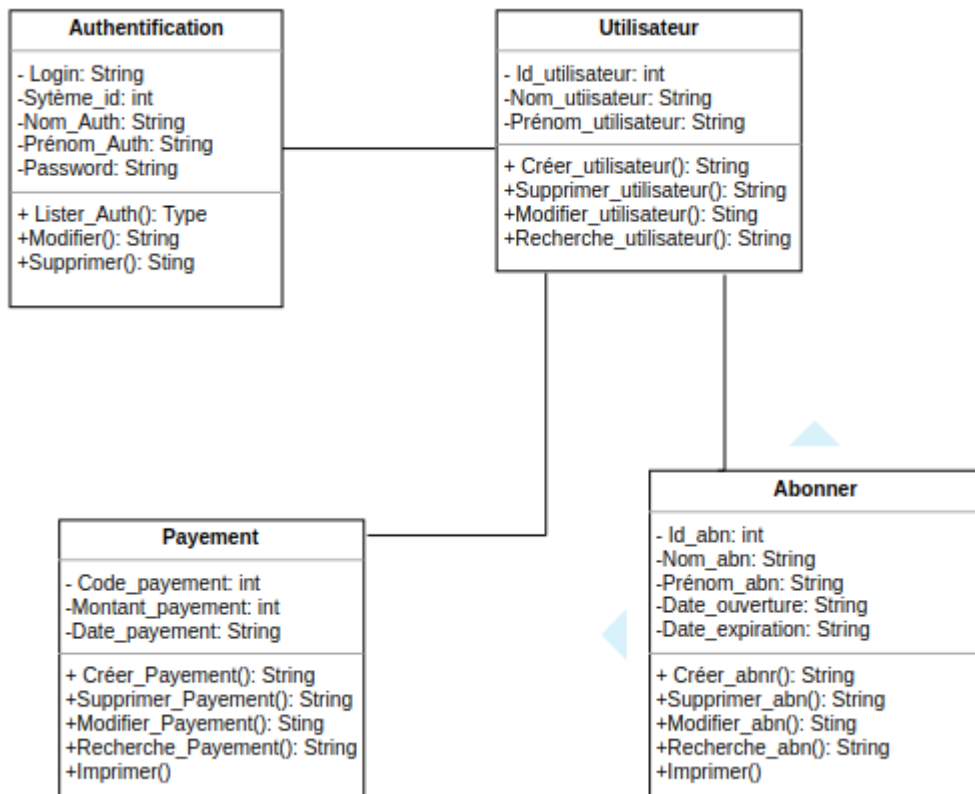 Authentification
- Login: String
-Sytème_id: int
-Nom_Auth: String
-Prénom_Auth: String
-Password: String
+ Lister_Auth(): Type
+Modifier(): String
+Supprimer(): Sting
Utilisateur
- Id_utilisateur: int
-Nom_utiisateur: String
-Prénom_utilisateur: String
+ Créer_utilisateur(): String
+Supprimer_utilisateur(): String
+Modifier_utilisateur(): Sting
+Recherche_utilisateur(): String
Payement
- Code_payement: int
-Montant_payement: int
-Date_payement: String
+ Créer_Payement(): String
+Supprimer_Payement(): String
+Modifier_Payement(): Sting
+Recherche_Payement(): String
+Imprimer()
Abonner
- Id_abn: int
-Nom_abn: String
-Prénom_abn: String
-Date_ouverture: String
-Date_expiration: String
+ Créer_abnr(): String
+Supprimer_abn(): String
+Modifier_abn(): Sting
+Recherche_abn(): String
+Imprimer()